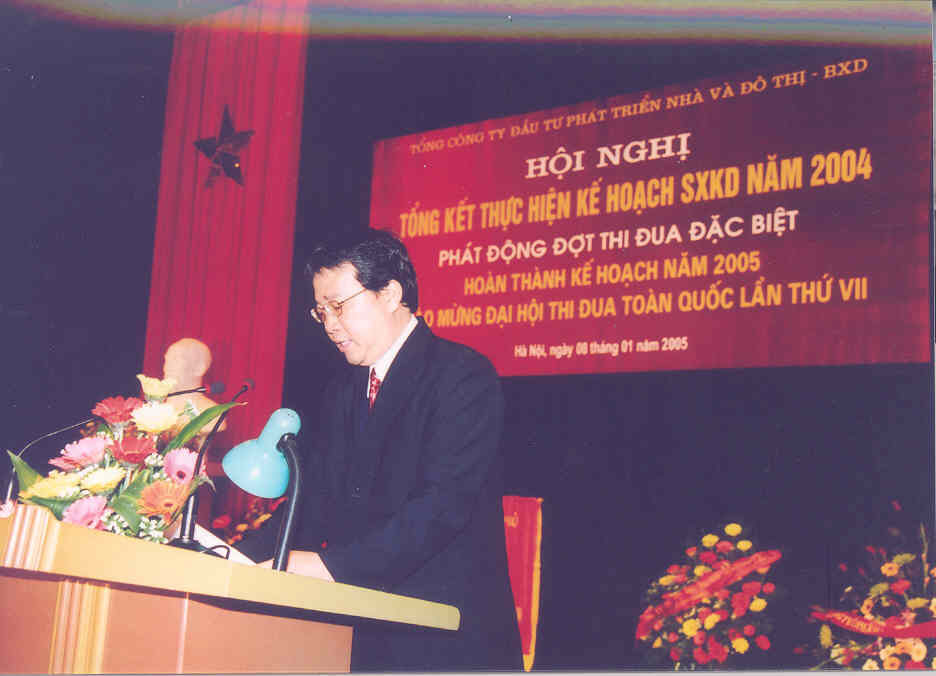 TỔNG CÔNG TY ĐẦU TƯ PHÁT TRIỂN NHÀ VÀ ĐÔ THỊ - BXD
HỘI NGHỊ
TỔNG KẾT THỰC HIỆN KẾ HOẠCH SXKD NĂM 2004
PHÁT ĐỘNG ĐỢT THI ĐUA ĐẶC BIỆT
HOÀN THÀNH KẾ HOẠCH NĂM 2005
MỪNG ĐẠI HỘI THI ĐUA TOÀN QUỐC LẦN THỨ VII
Hà Nội, ngày 08 tháng 01 năm 2005